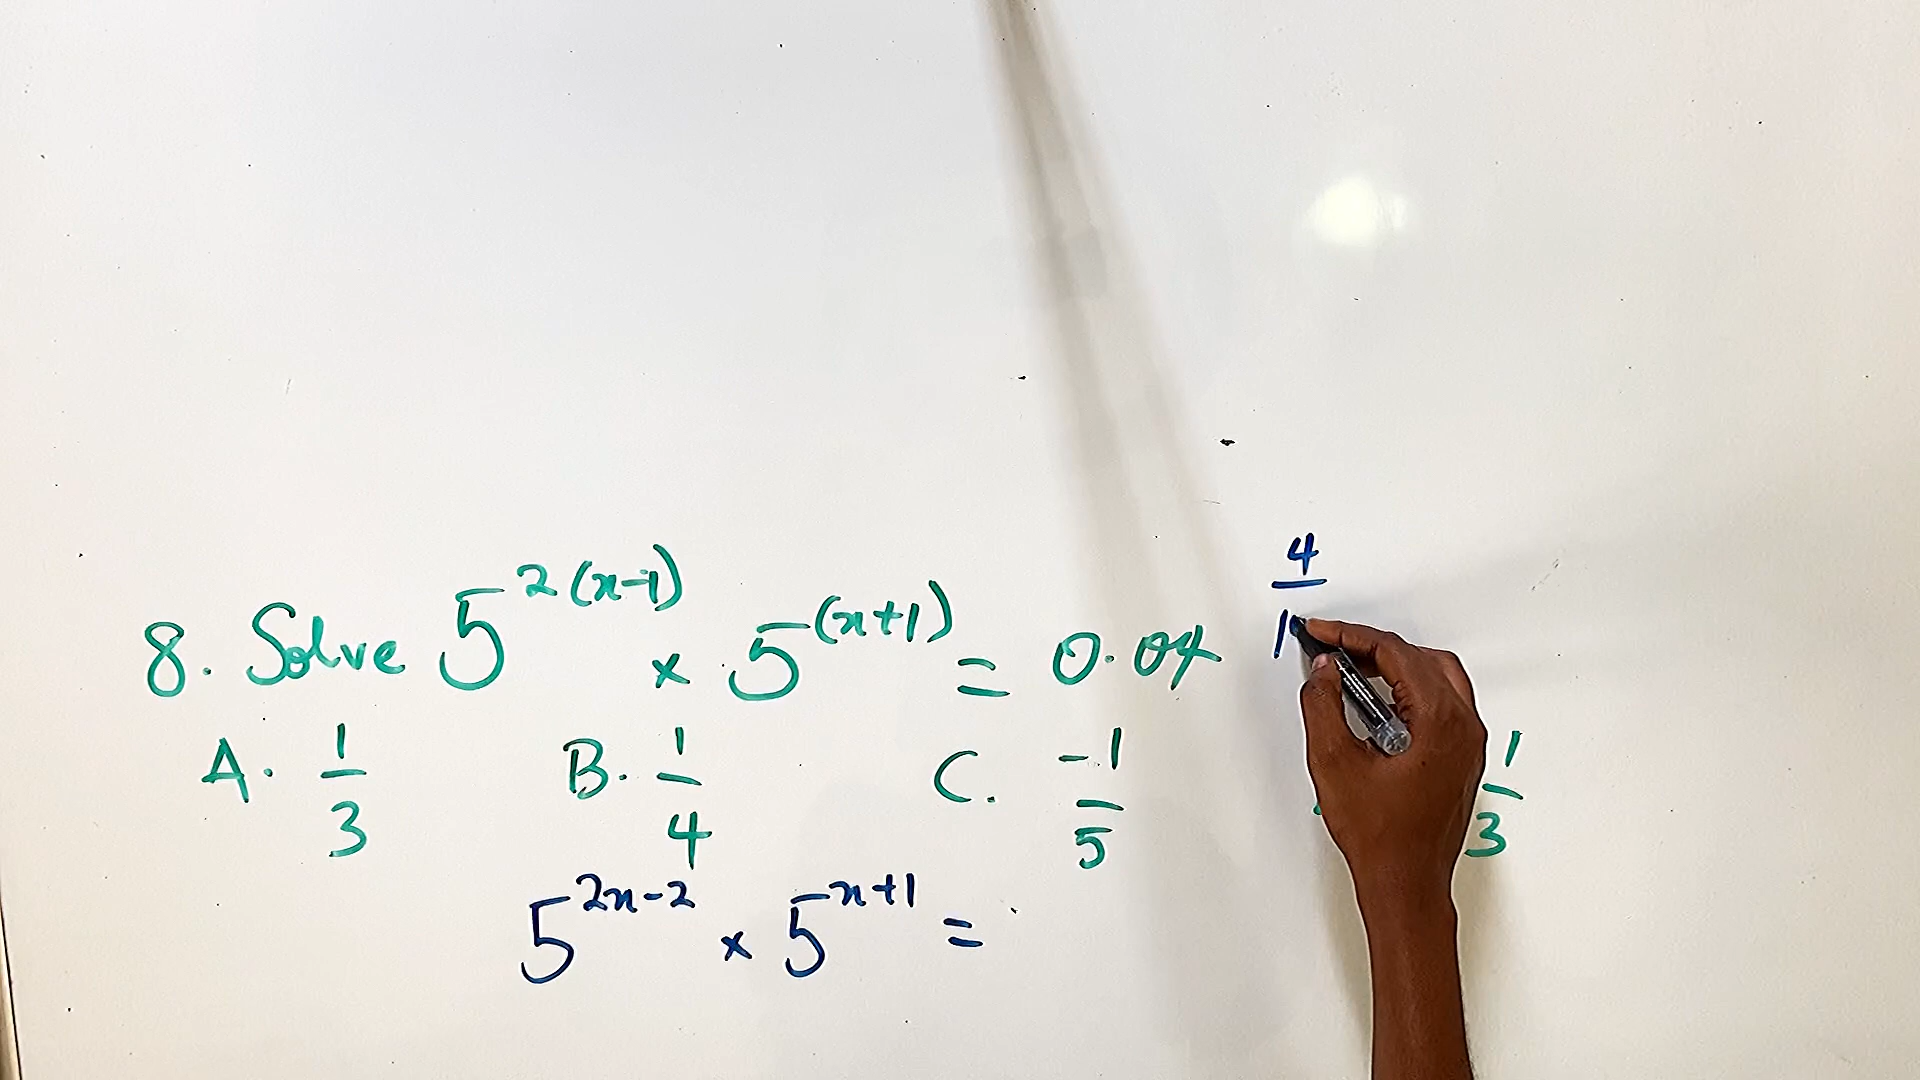 4
1
8. Solve 5^2(x-1) × 5^(x+1) = 0.04
A. 1/3 B. 1/4 C. -1/5 1/3
5^2x-2 × 5^x+1 =